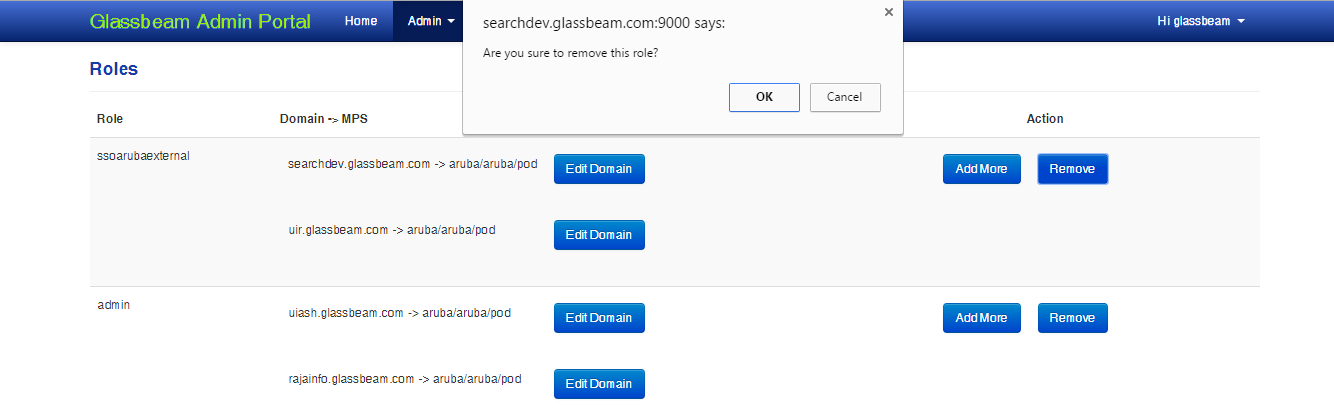 Glassbeam Admin Portal Home Admin Hi glassbeam
searchdev.glassbeam.com:9000 says:
Are you sure to remove this role?
OK Cancel
Roles
Role Domain -> MPS Action
ssoarubaexternal searchdev.glassbeam.com -> aruba/aruba/pod Edit Domain Add More Remove
uir.glassbeam.com -> aruba/aruba/pod Edit Domain
admin uiash.glassbeam.com -> aruba/aruba/pod Edit Domain Add More Remove
rajainfo.glassbeam.com -> aruba/aruba/pod Edit Domain